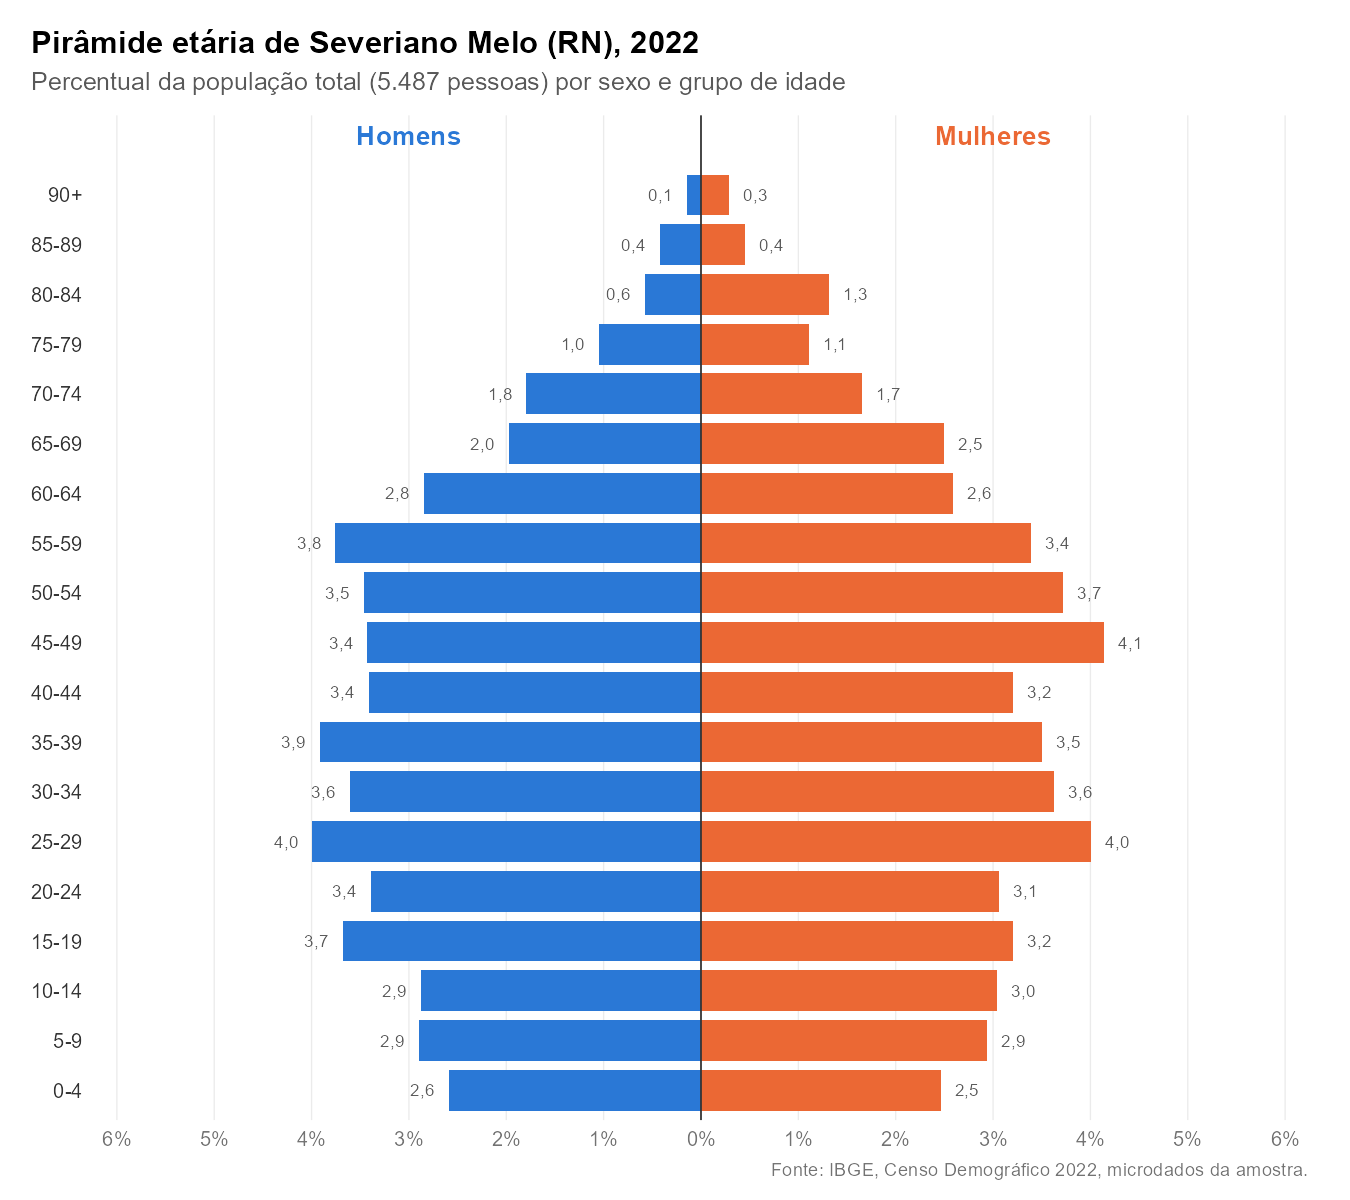 Pirâmide etária de Severiano Melo (RN), 2022
Percentual da população total (5.487 pessoas) por sexo e grupo de idade
Homens Mulheres
90+ 0,1 0,3
85-89 0,4 0,4
80-84 0,6 1,3
75-79 1,0 1,1
70-74 1,8 1,7
65-69 2,0 2,5
60-64 2,8 2,6
55-59 3,8 3,4
50-54 3,5 3,7
45-49 3,4 4,1
40-44 3,4 3,2
35-39 3,9 3,5
30-34 3,6 3,6
25-29 4,0 4,0
20-24 3,4 3,1
15-19 3,7 3,2
10-14 2,9 3,0
5-9 2,9 2,9
0-4 2,6 2,5
6% 5% 4% 3% 2% 1% 0% 1% 2% 3% 4% 5% 6%
Fonte: IBGE, Censo Demográfico 2022, microdados da amostra.